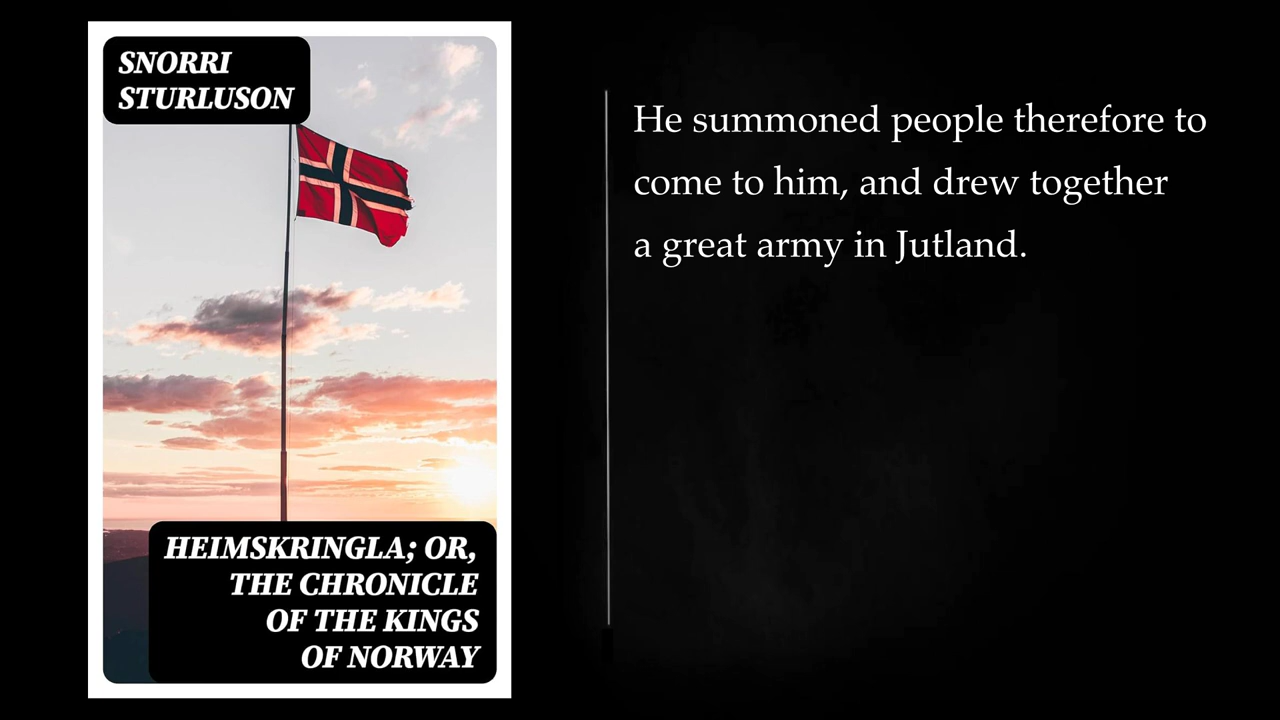 SNORRI
STURLUSON
HEIMSKRINGLA; OR,
THE CHRONICLE
OF THE KINGS
OF NORWAY
He summoned people therefore to
come to him, and drew together
a great army in Jutland.